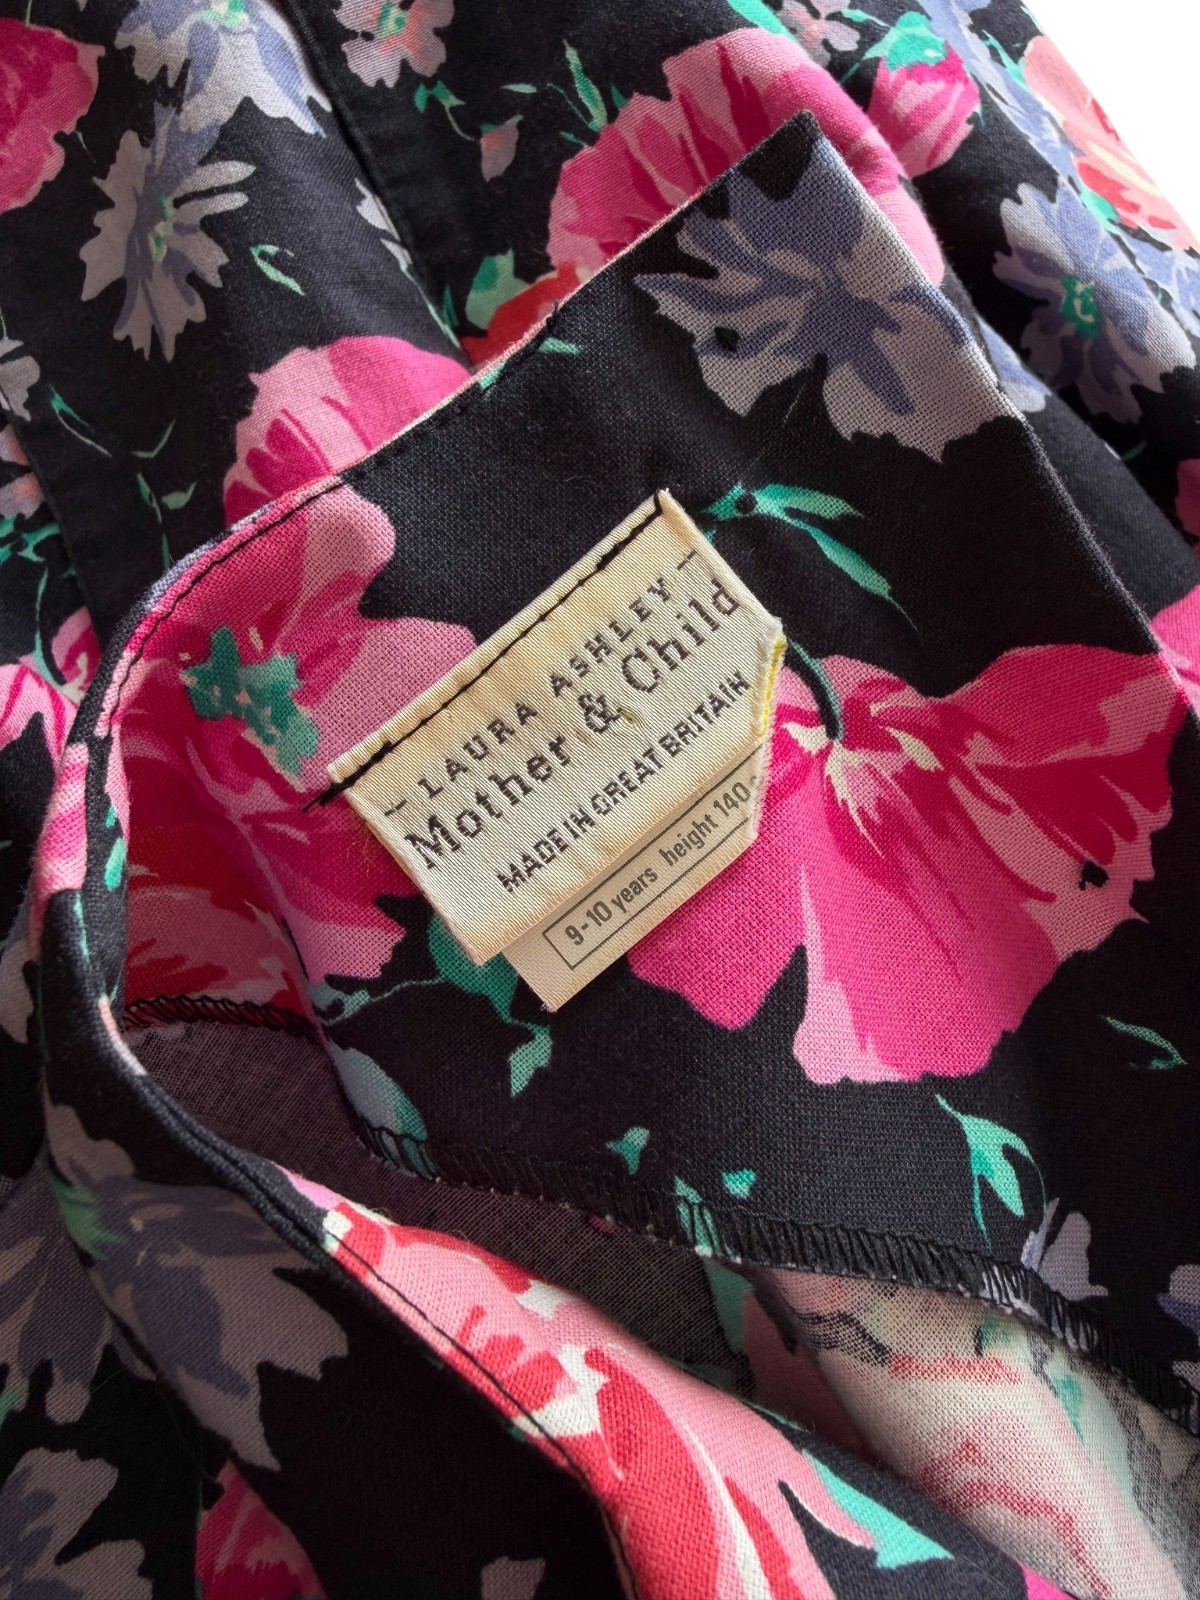 – LAURA ASHLEY –
Mother & Child
MADE IN GREAT BRITAIN
9-10 years height 140